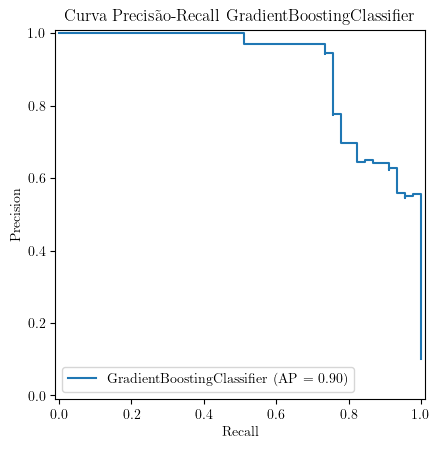 Curva Precisão-Recall GradientBoostingClassifier
1.0
0.8
0.6
0.4
0.2
0.0
Precision
GradientBoostingClassifier (AP = 0.90)
0.0 0.2 0.4 0.6 0.8 1.0
Recall